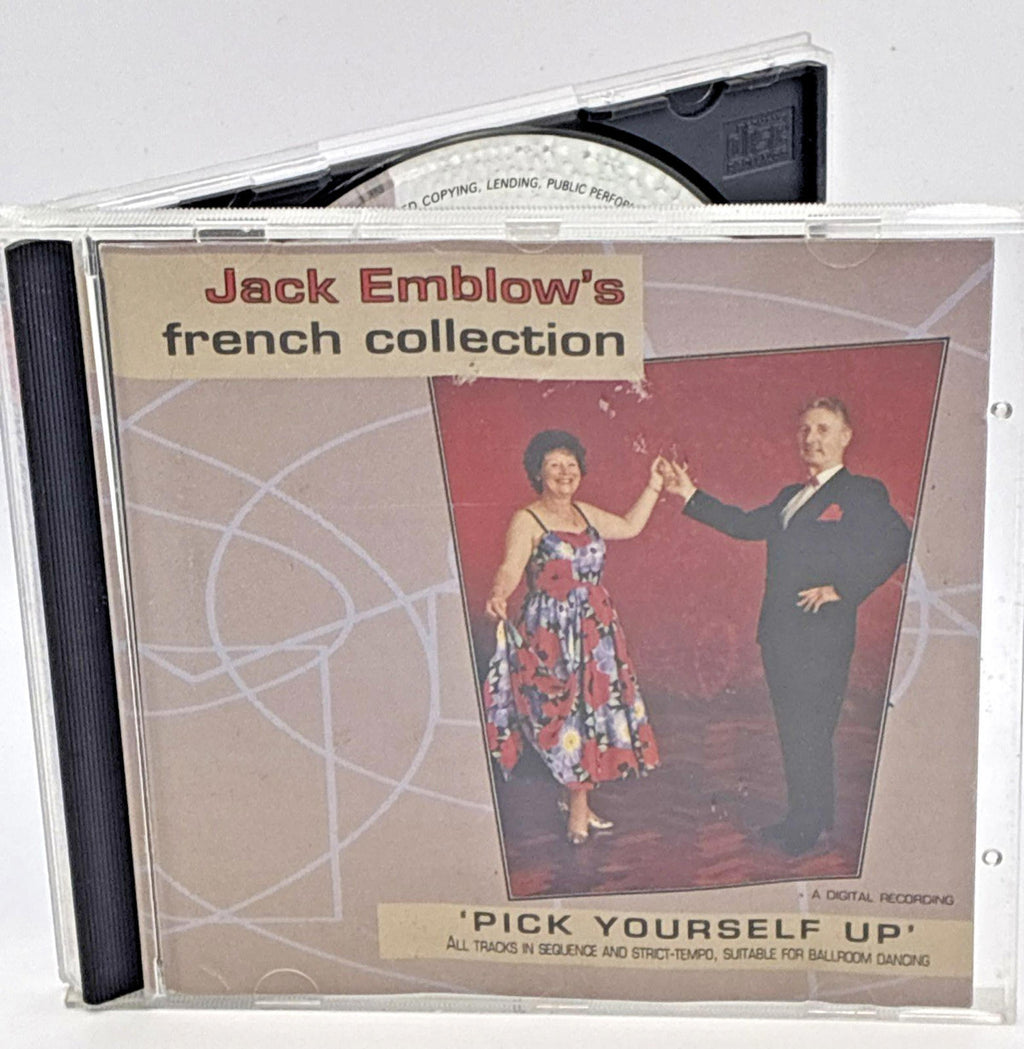 COPYING, LENDING, PUBLIC
Jack Emblow's
french collection
A DIGITAL RECORDING
'PICK YOURSELF UP'
ALL TRACKS IN SEQUENCE AND STRICT-TEMPO, SUITABLE FOR BALLROOM DANCING